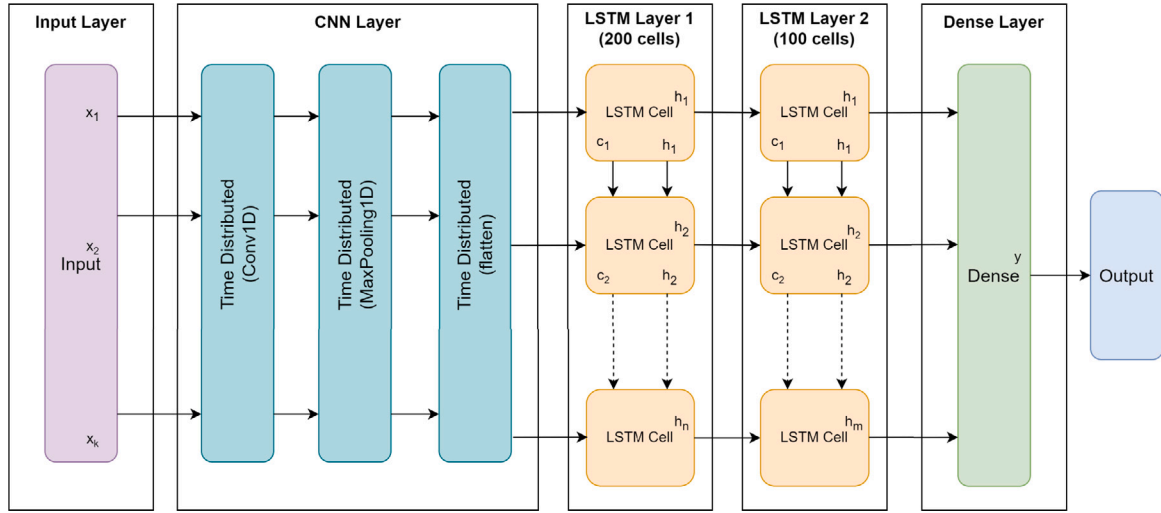 Input Layer
x1
x2
Input
xk
CNN Layer
Time Distributed
(Conv1D)
Time Distributed
(MaxPooling1D)
Time Distributed
(flatten)
LSTM Layer 1
(200 cells)
h1
LSTM Cell
c1 h1
h2
LSTM Cell
c2 h2
hn
LSTM Cell
LSTM Layer 2
(100 cells)
h1
LSTM Cell
c1 h1
h2
LSTM Cell
c2 h2
hm
LSTM Cell
Dense Layer
y
Dense
Output